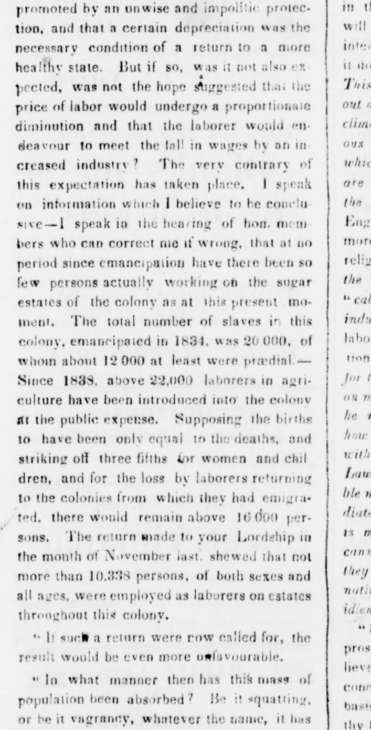 promoted by an unwise and impolitic protec-
tion, and that a certain depreciation was the
necessary condition of a return to a more
healthy state. But if so, was it not also ex-
pected, was not the hope suggested that the
price of labor would undergo a proportionate
diminution and that the laborer would en-
deavour to meet the fall in wages by an in-
creased industry? The very contrary of
this expectation has taken place. I speak
on information which I believe to be conclu-
sive—I speak in the hearing of hon. mem-
bers who can correct me if wrong, that at no
period since emancipation have there been so
few persons actually working on the sugar
estates of the colony as at this present mo-
ment. The total number of slaves in this
colony, emancipated in 1834, was 20 000, of
whom about 12 000 at least were prædial.—
Since 1838, above 22,000 laborers in agri-
culture have been introduced into the colony
at the public expense. Supposing the births
to have been only equal to the deaths, and
striking off three fifths for women and chil
dren, and for the loss by laborers returning
to the colonies from which they had emigra-
ted, there would remain above 16 000 per-
sons. The return made to your Lordship in
the month of November last, shewed that not
more than 10,338 persons, of both sexes and
all ages, were employed as laborers on estates
throughout this colony.
" If such a return were now called for, the
result would be even more unfavourable.
" In what manner then has this mass of
population been absorbed? Be it squatting,
or be it vagrancy, whatever the name, it has